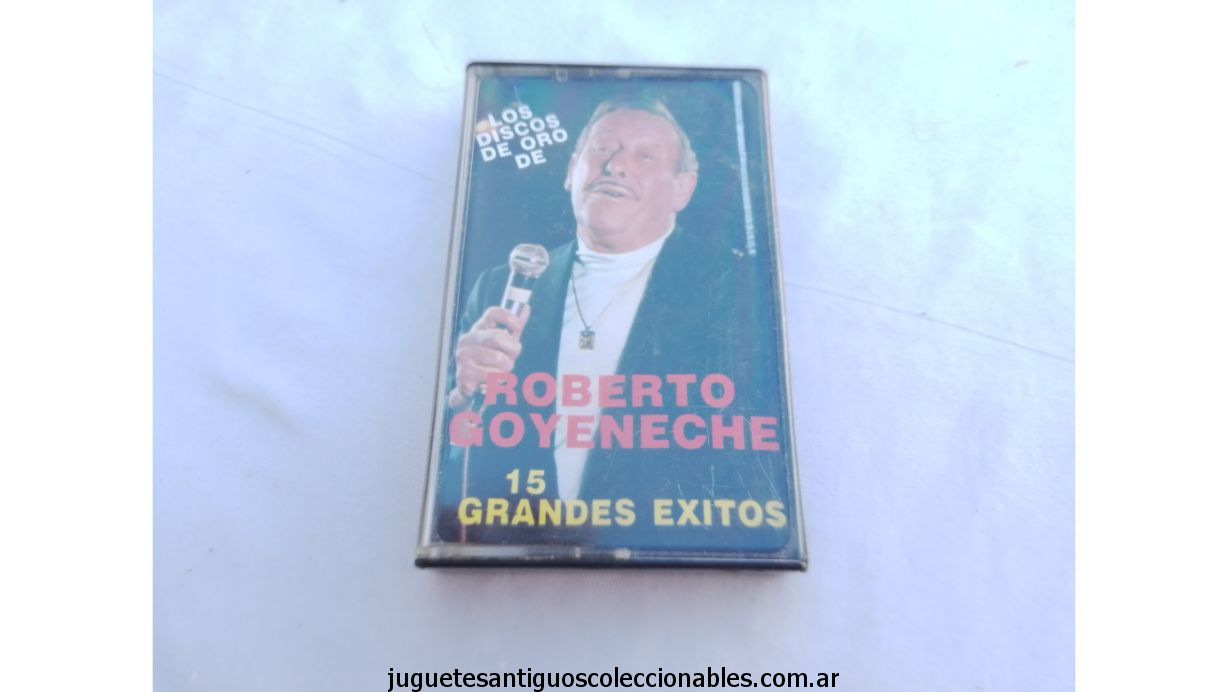 LOS
DISCOS
DE ORO
DE
ROBERTO
GOYENECHE
15
GRANDES EXITOS
juguetesantiguoscoleccionables.com.ar